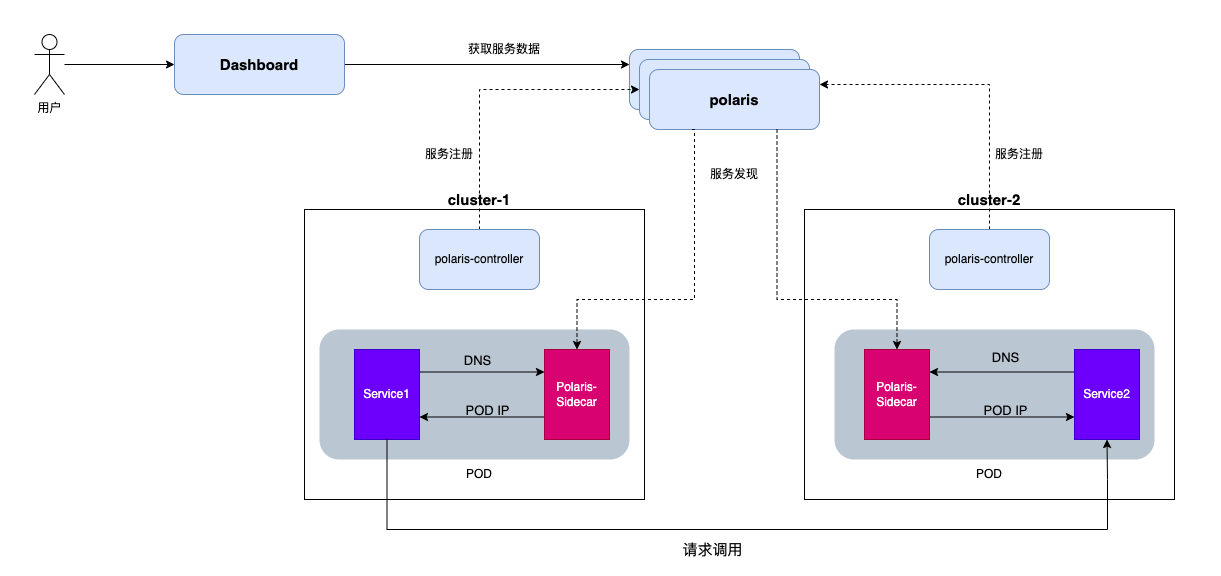 用户
Dashboard
获取服务数据
polaris
服务注册
服务发现
服务注册
cluster-1
cluster-2
polaris-controller
polaris-controller
Service1
DNS
POD IP
Polaris-
Sidecar
POD
Polaris-
Sidecar
DNS
POD IP
Service2
POD
请求调用